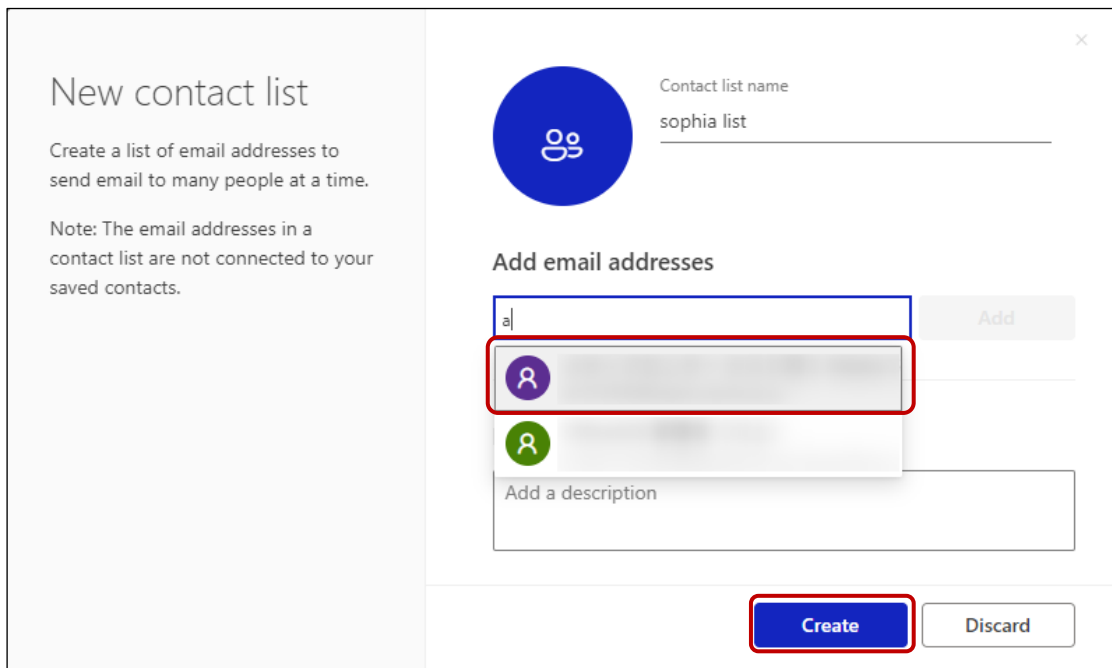 New contact list
Create a list of email addresses to
send email to many people at a time.
Note: The email addresses in a
contact list are not connected to your
saved contacts.
Contact list name
sophia list
Add email addresses
a
Add
Add a description
Create
Discard